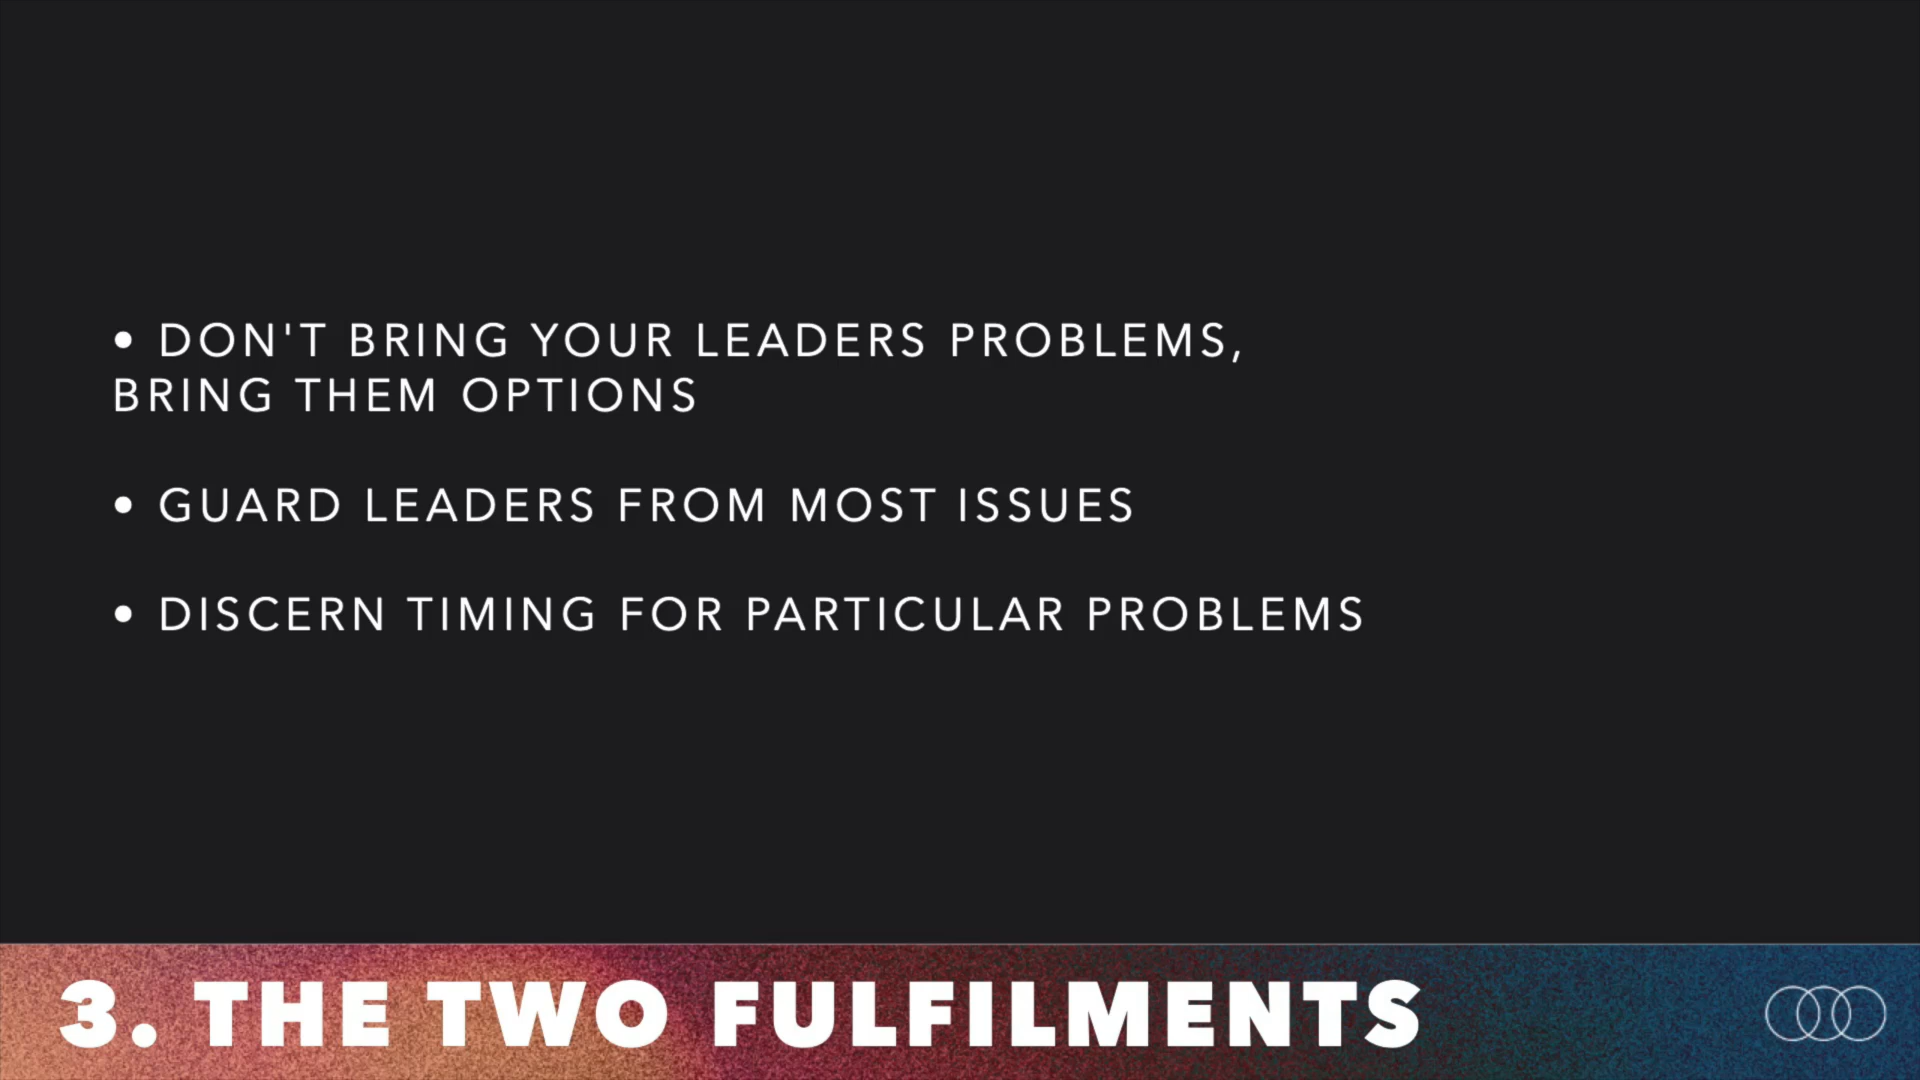 • DON'T BRING YOUR LEADERS PROBLEMS,
BRING THEM OPTIONS
• GUARD LEADERS FROM MOST ISSUES
• DISCERN TIMING FOR PARTICULAR PROBLEMS
3. THE TWO FULFILMENTS